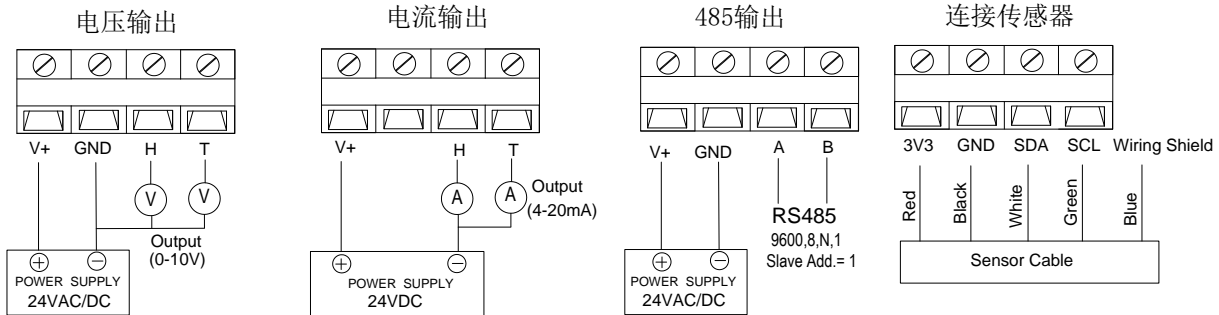 电压输出
V+ GND H T
V V
Output
(0-10V)
POWER SUPPLY
24VAC/DC
电流输出
V+ H T
A A
Output
(4-20mA)
POWER SUPPLY
24VDC
485输出
V+ GND A B
RS485
9600,8,N,1
Slave Add.= 1
POWER SUPPLY
24VAC/DC
连接传感器
3V3 GND SDA SCL Wiring Shield
Red Black White Green Blue
Sensor Cable